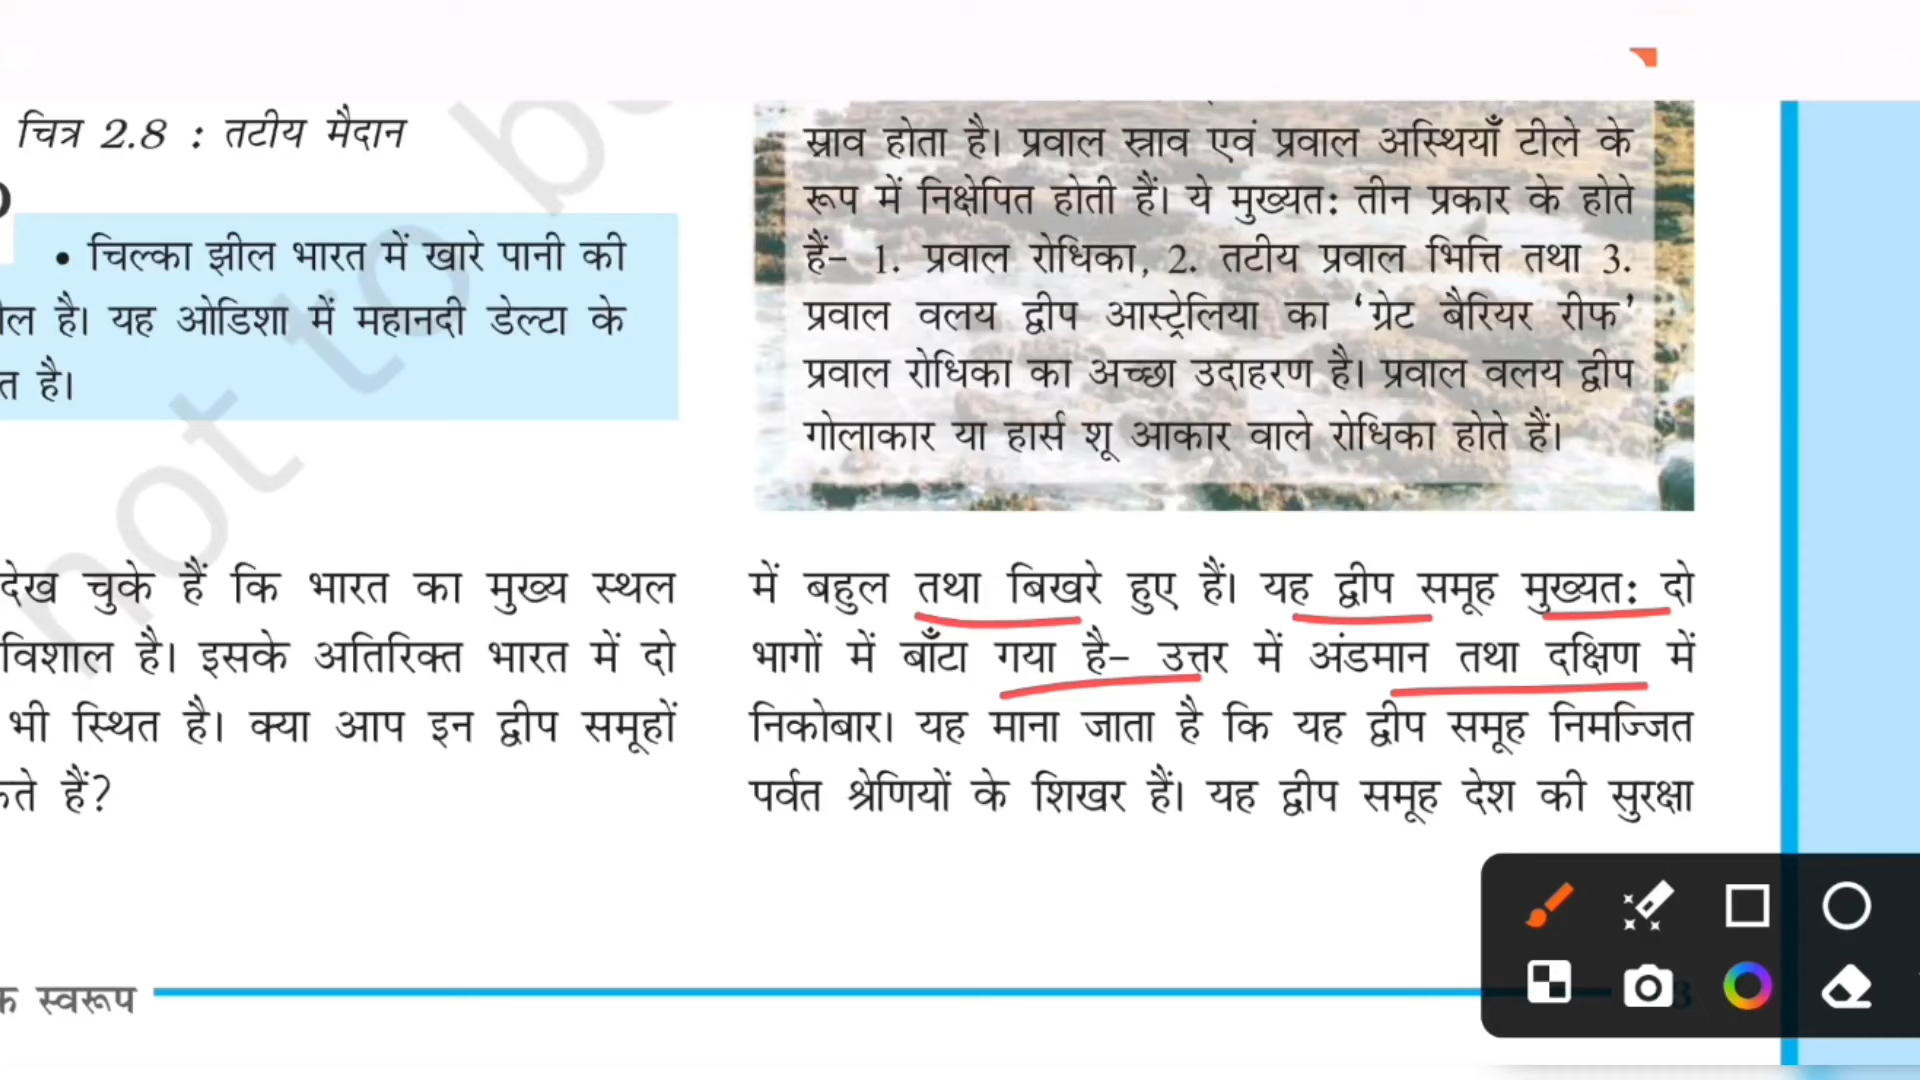 चित्र 2.8 : तटीय मैदान
• चिल्का झील भारत में खारे पानी की
है। यह ओडिशा में महानदी डेल्टा के
है।
देख चुके हैं कि भारत का मुख्य स्थल
विशाल है। इसके अतिरिक्त भारत में दो
भी स्थित है। क्या आप इन द्वीप समूहों
हैं?
स्राव होता है। प्रवाल स्राव एवं प्रवाल अस्थियाँ टीले के
रूप में निक्षेपित होती हैं। ये मुख्यत: तीन प्रकार के होते
हैं– 1. प्रवाल रोधिका, 2. तटीय प्रवाल भित्ति तथा 3.
प्रवाल वलय द्वीप आस्ट्रेलिया का ‘ग्रेट बैरियर रीफ’
प्रवाल रोधिका का अच्छा उदाहरण है। प्रवाल वलय द्वीप
गोलाकार या हार्स शू आकार वाले रोधिका होते हैं।
में बहुल तथा बिखरे हुए हैं। यह द्वीप समूह मुख्यत: दो
भागों में बाँटा गया है– उत्तर में अंडमान तथा दक्षिण में
निकोबार। यह माना जाता है कि यह द्वीप समूह निमज्जित
पर्वत श्रेणियों के शिखर हैं। यह द्वीप समूह देश की सुरक्षा
स्वरूप
not to be